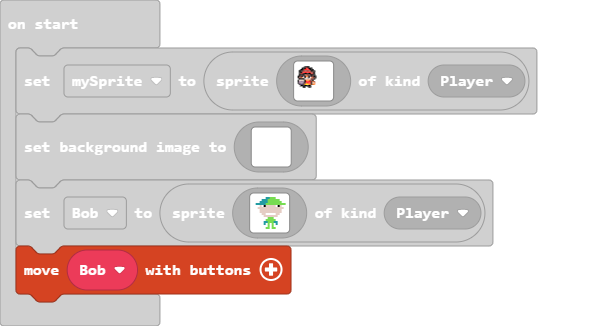 on start
set mySprite to sprite of kind Player
set background image to
set Bob to sprite of kind Player
move Bob with buttons